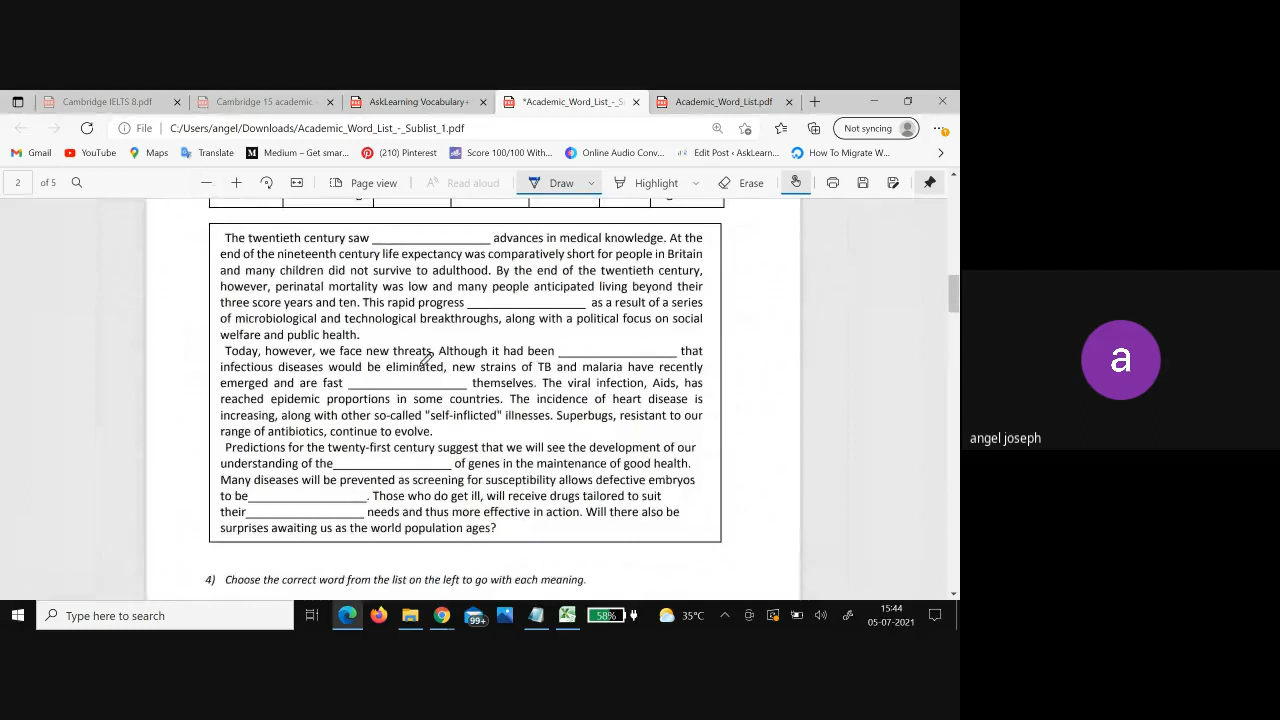 Cambridge IELTS 8.pdf
Cambridge 15 academic -
AskLearning Vocabulary+
*Academic_Word_List_-_Su
Academic_Word_List.pdf
File C:/Users/angel/Downloads/Academic_Word_List_-_Sublist_1.pdf
Not syncing
Gmail YouTube Maps Translate Medium – Get smar... (210) Pinterest Score 100/100 With... Online Audio Conv... Edit Post ‹ AskLearn... How To Migrate W...
2 of 5 Page view Read aloud Draw Highlight Erase
The twentieth century saw __________________ advances in medical knowledge. At the
end of the nineteenth century life expectancy was comparatively short for people in Britain
and many children did not survive to adulthood. By the end of the twentieth century,
however, perinatal mortality was low and many people anticipated living beyond their
three score years and ten. This rapid progress __________________ as a result of a series
of microbiological and technological breakthroughs, along with a political focus on social
welfare and public health.
Today, however, we face new threats. Although it had been __________________ that
infectious diseases would be eliminated, new strains of TB and malaria have recently
emerged and are fast __________________ themselves. The viral infection, Aids, has
reached epidemic proportions in some countries. The incidence of heart disease is
increasing, along with other so-called "self-inflicted" illnesses. Superbugs, resistant to our
range of antibiotics, continue to evolve.
Predictions for the twenty-first century suggest that we will see the development of our
understanding of the__________________ of genes in the maintenance of good health.
Many diseases will be prevented as screening for susceptibility allows defective embryos
to be__________________. Those who do get ill, will receive drugs tailored to suit
their__________________ needs and thus more effective in action. Will there also be
surprises awaiting us as the world population ages?
4) Choose the correct word from the list on the left to go with each meaning.
a
angel joseph
Type here to search
99+
58%
35°C
15:44
05-07-2021